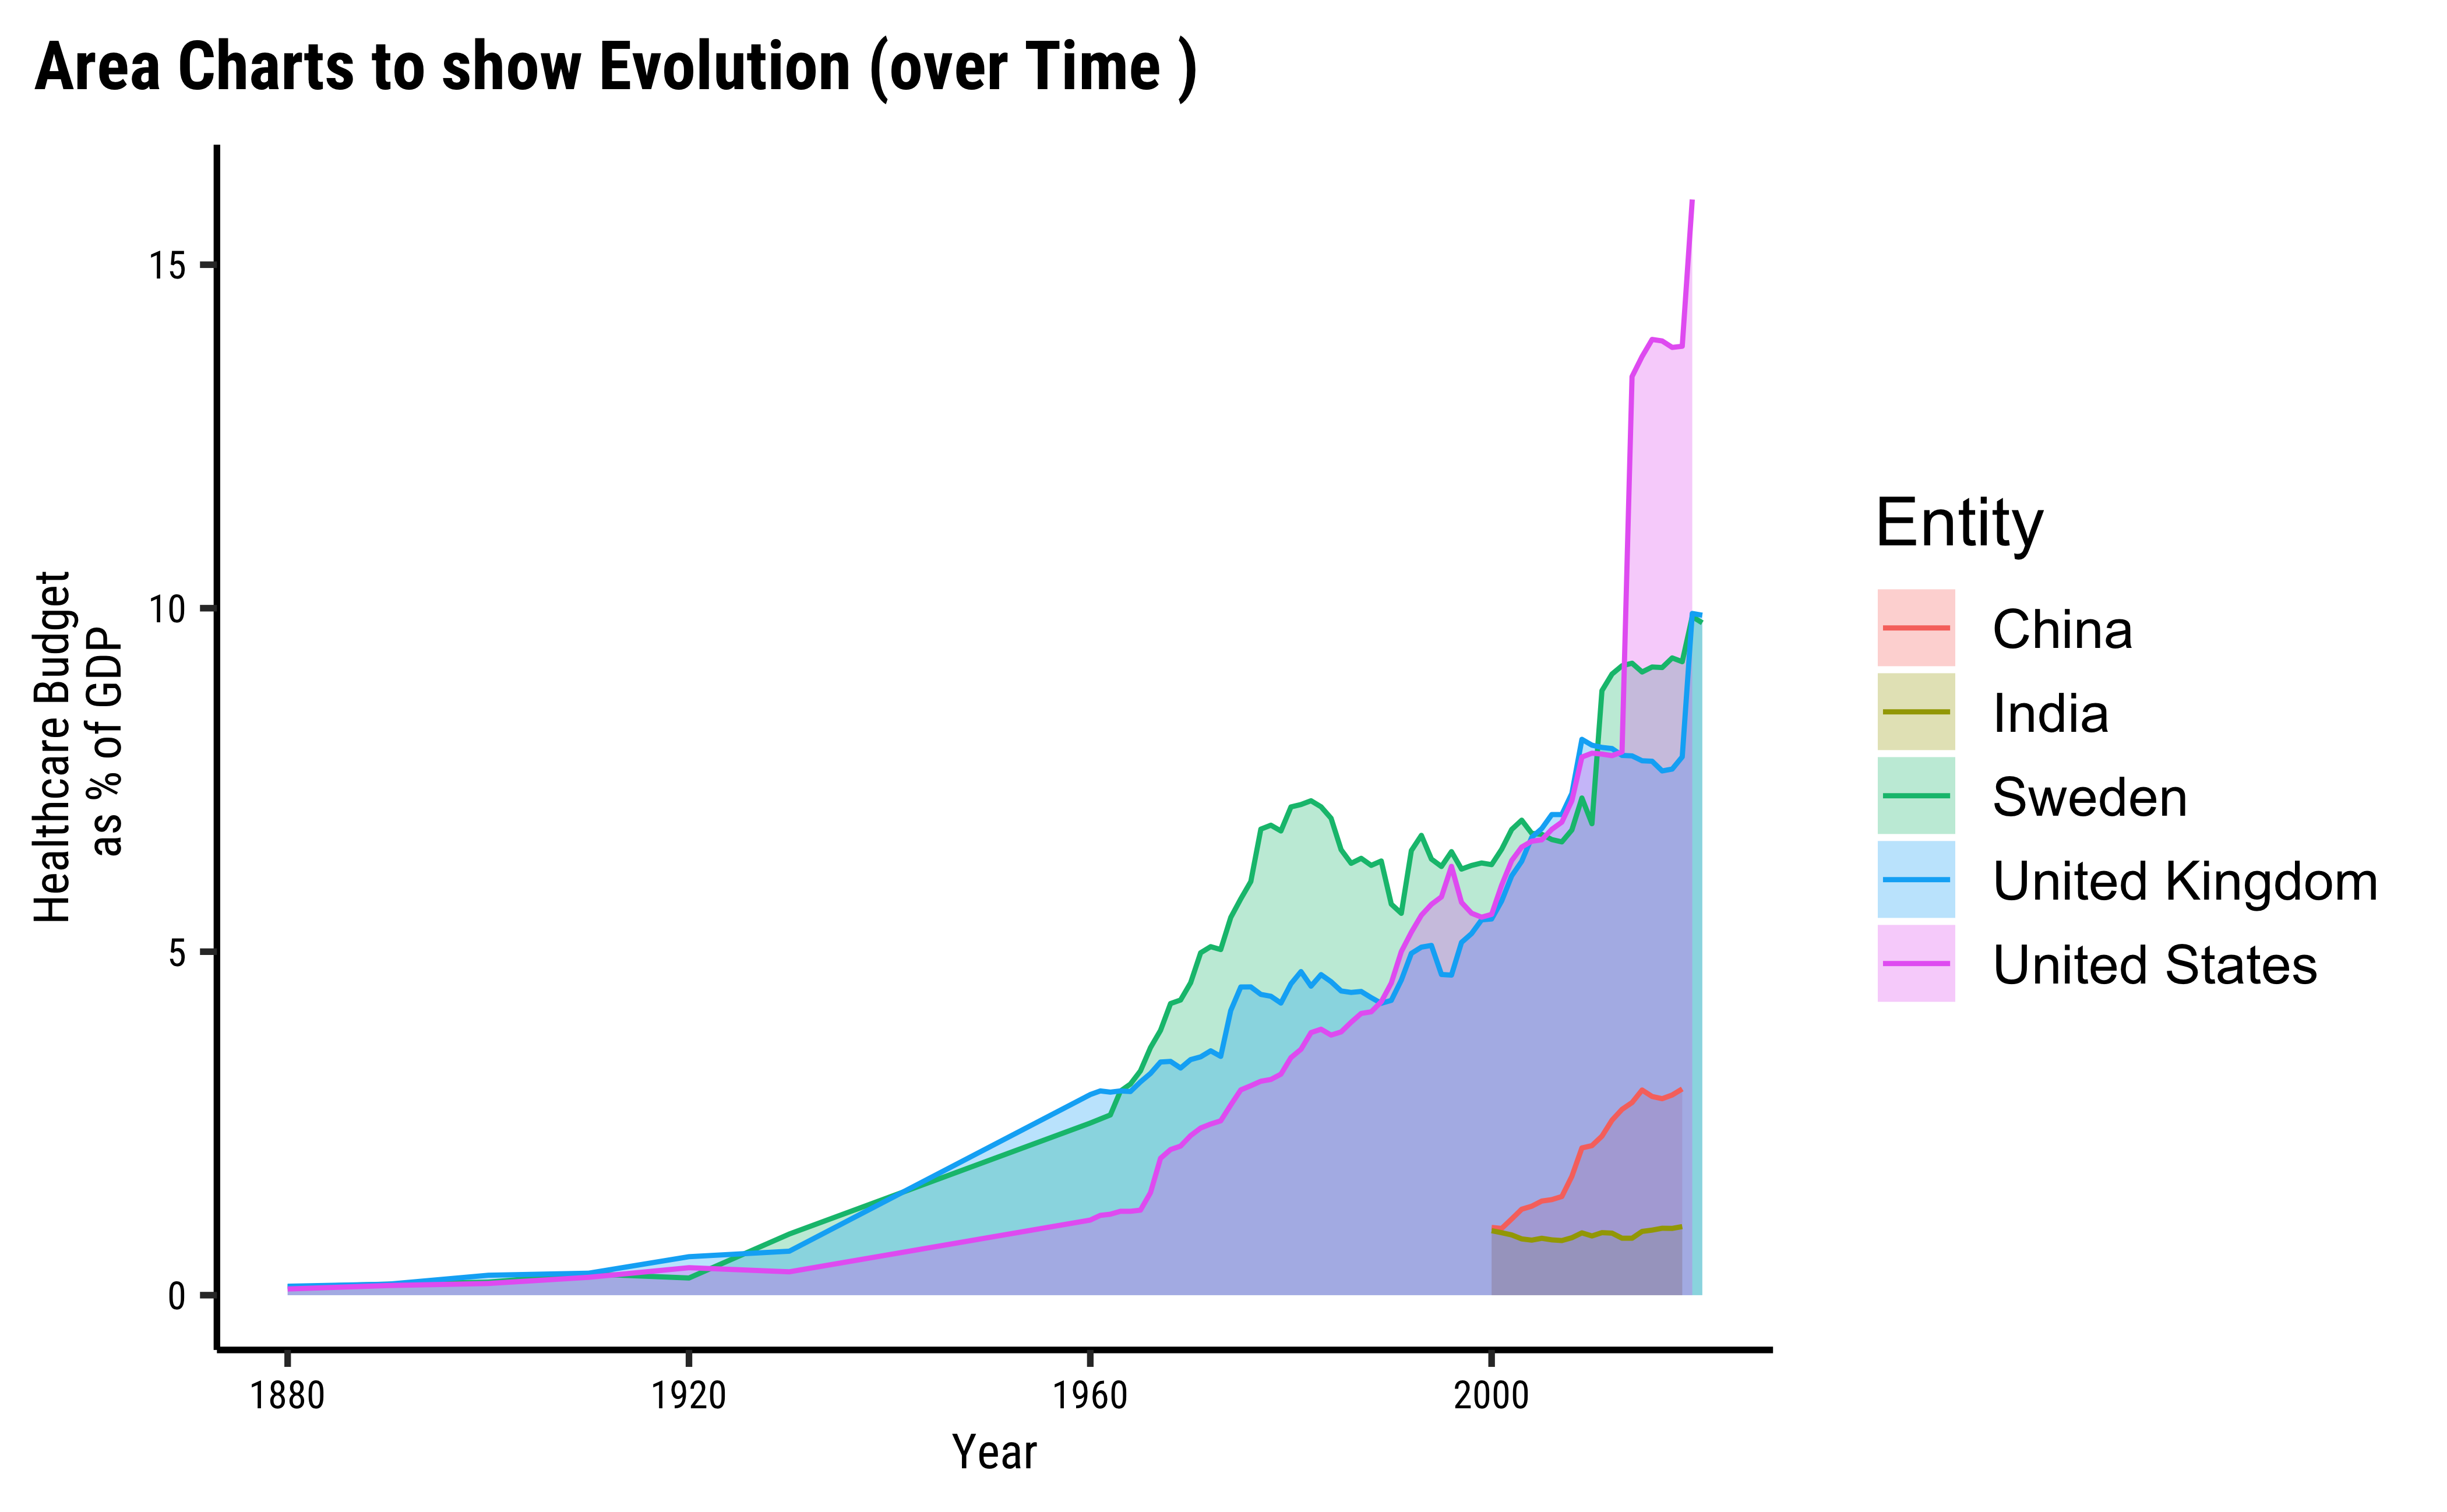 Area Charts to show Evolution (over Time )
Healthcare Budget
as % of GDP
15
10
5
0
1880
1920
1960
2000
Year
Entity
China
India
Sweden
United Kingdom
United States